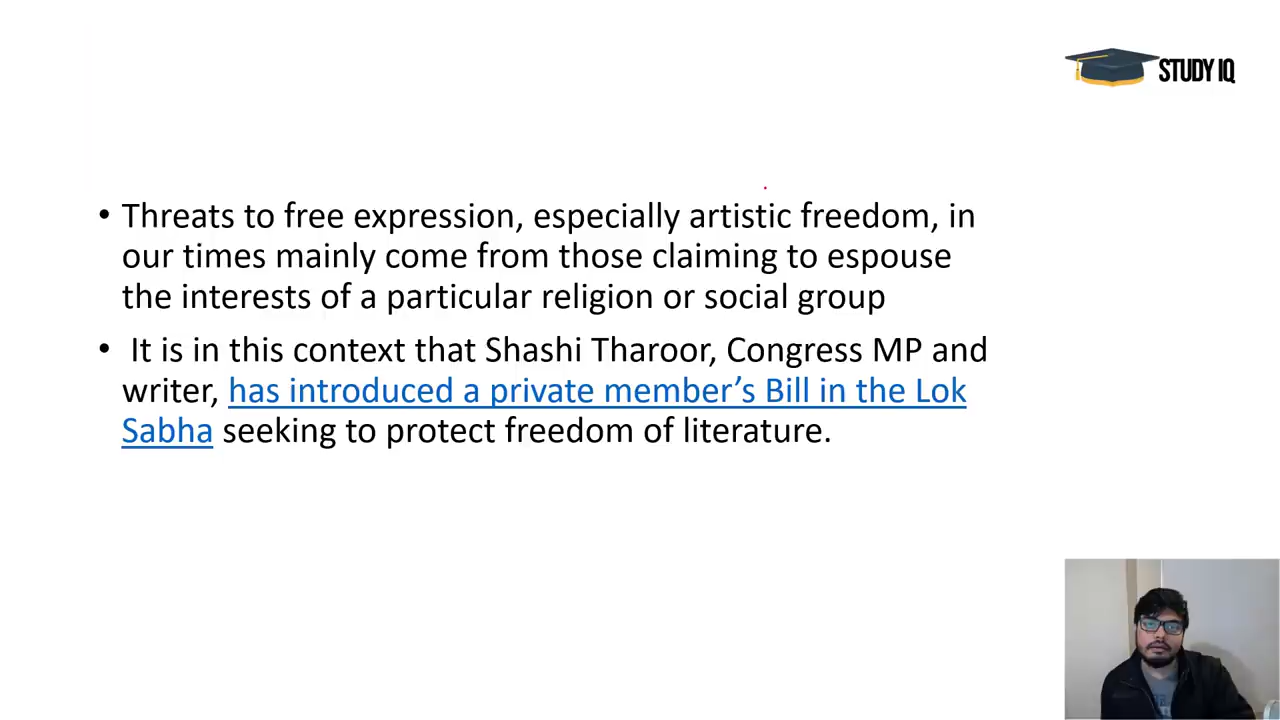 STUDY IQ
• Threats to free expression, especially artistic freedom, in
our times mainly come from those claiming to espouse
the interests of a particular religion or social group
• It is in this context that Shashi Tharoor, Congress MP and
writer, has introduced a private member’s Bill in the Lok
Sabha seeking to protect freedom of literature.